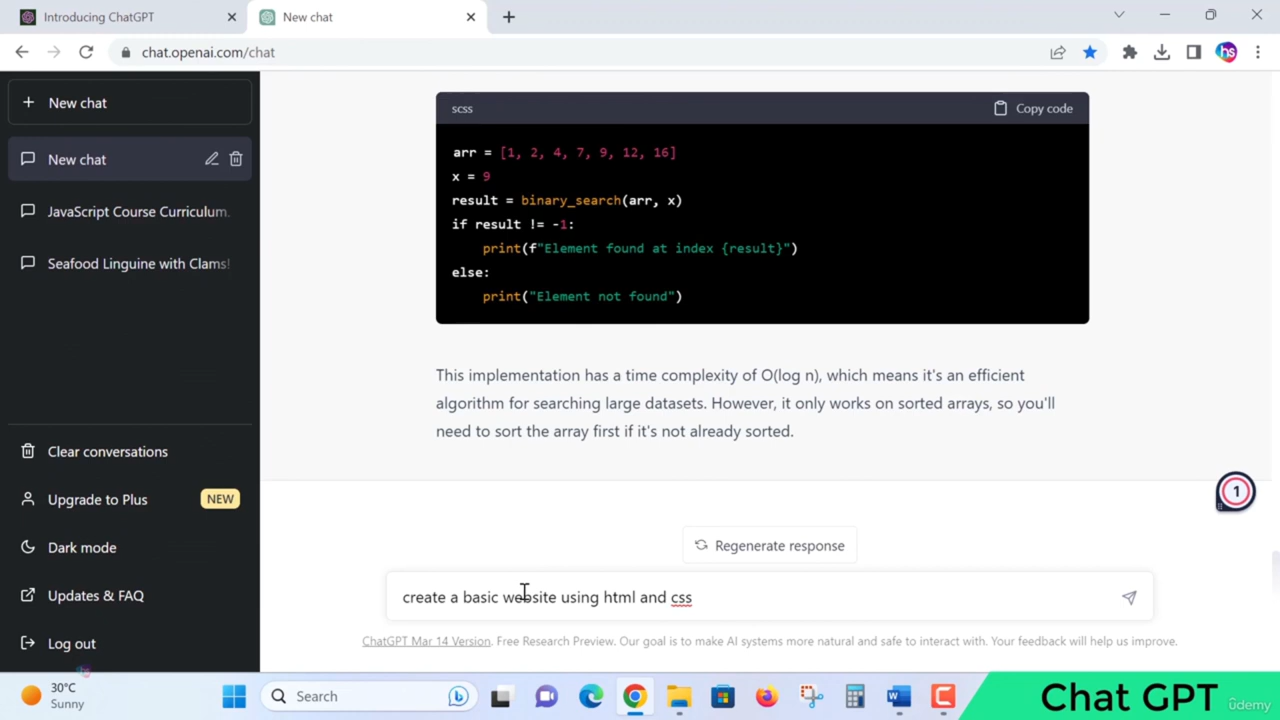 Introducing ChatGPT
New chat
chat.openai.com/chat
hs
New chat
New chat
JavaScript Course Curriculum.
Seafood Linguine with Clams!
Clear conversations
Upgrade to Plus
NEW
Dark mode
Updates & FAQ
Log out
scss
Copy code
arr = [1, 2, 4, 7, 9, 12, 16]
x = 9
result = binary_search(arr, x)
if result != -1:
print(f"Element found at index {result}")
else:
print("Element not found")
This implementation has a time complexity of O(log n), which means it's an efficient
algorithm for searching large datasets. However, it only works on sorted arrays, so you'll
need to sort the array first if it's not already sorted.
1
Regenerate response
create a basic website using html and css
ChatGPT Mar 14 Version. Free Research Preview. Our goal is to make AI systems more natural and safe to interact with. Your feedback will help us improve.
hs
30°C
Sunny
Search
Chat GPT
ûdemy